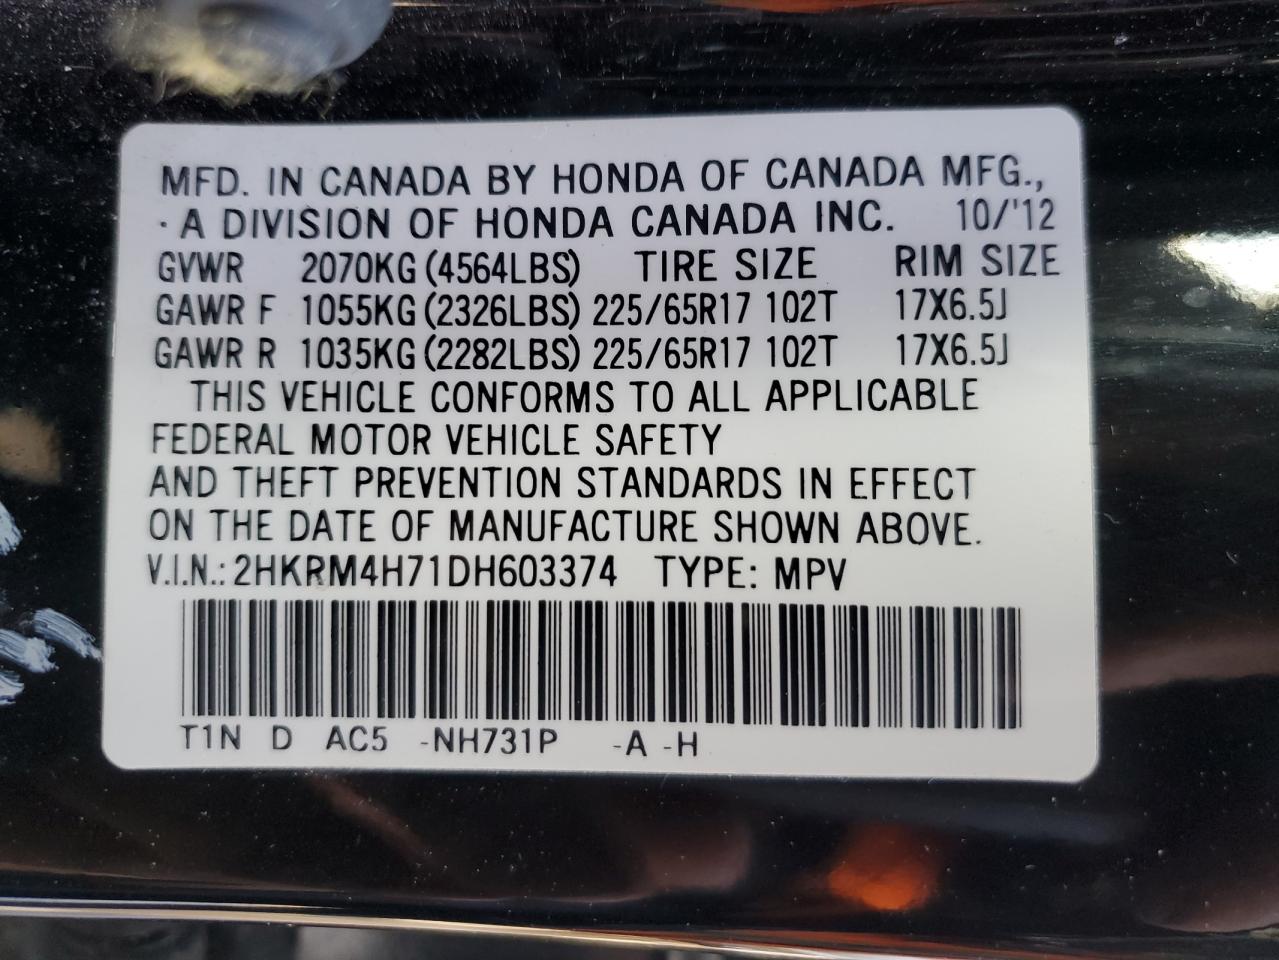 MFD. IN CANADA BY HONDA OF CANADA MFG.,
· A DIVISION OF HONDA CANADA INC. 10/'12
GVWR 2070KG (4564LBS) TIRE SIZE RIM SIZE
GAWR F 1055KG (2326LBS) 225/65R17 102T 17X6.5J
GAWR R 1035KG (2282LBS) 225/65R17 102T 17X6.5J
THIS VEHICLE CONFORMS TO ALL APPLICABLE
FEDERAL MOTOR VEHICLE SAFETY
AND THEFT PREVENTION STANDARDS IN EFFECT
ON THE DATE OF MANUFACTURE SHOWN ABOVE.
V.I.N.: 2HKRM4H71DH603374 TYPE: MPV
T1N D AC5 -NH731P -A -H